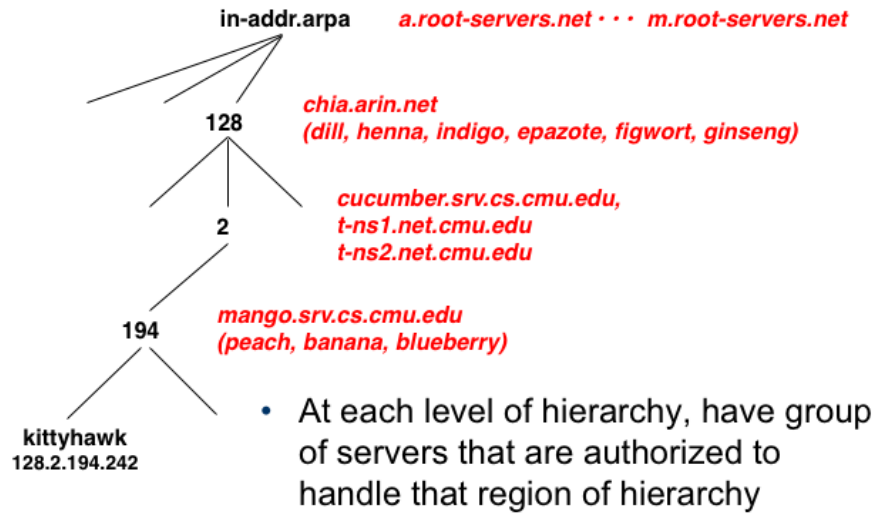 in-addr.arpa a.root-servers.net · · · m.root-servers.net
chia.arin.net
128
(dill, henna, indigo, epazote, figwort, ginseng)
cucumber.srv.cs.cmu.edu,
2
t-ns1.net.cmu.edu
t-ns2.net.cmu.edu
mango.srv.cs.cmu.edu
194
(peach, banana, blueberry)
kittyhawk
128.2.194.242
• At each level of hierarchy, have group
of servers that are authorized to
handle that region of hierarchy